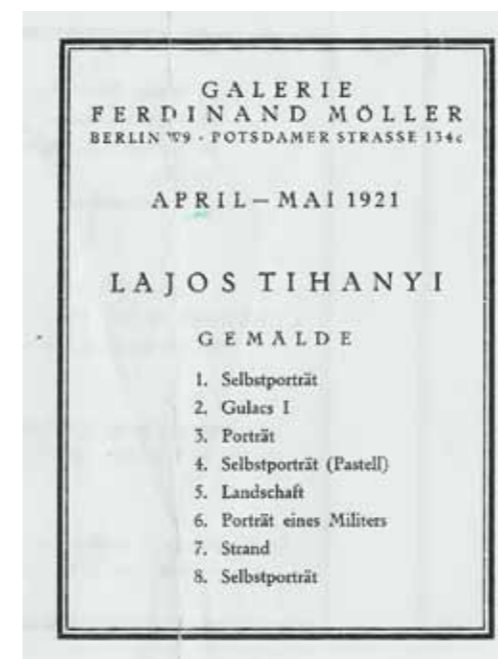 GALERIE
FERDINAND MÖLLER
BERLIN W9 - POTSDAMER STRASSE 134c
APRIL — MAI 1921
LAJOS TIHANYI
GEMÄLDE
1. Selbstporträt
2. Gulacs I
3. Porträt
4. Selbstporträt (Pastell)
5. Landschaft
6. Porträt eines Militers
7. Strand
8. Selbstporträt